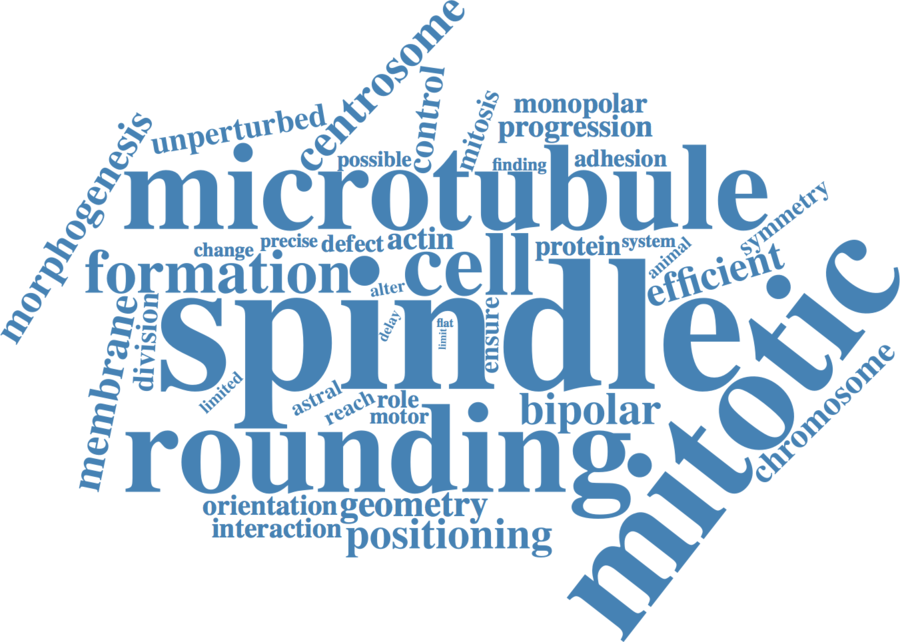 centrosome
control
mitosis
monopolar
progression
unperturbed
morphogenesis
possible
finding
adhesion
microtubule
symmetry
change
precise
defect
actin
cell
protein
system
animal
efficient
formation
alter
spindle
mitotic
membrane
division
delay
flat
limit
ensure
limited
astral
reach
role
motor
bipolar
chromosome
rounding
orientation
geometry
interaction
positioning